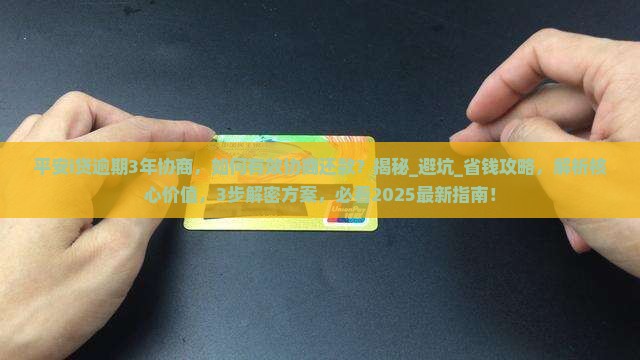 平安i贷逾期3年协商，如何有效协商还款？揭秘_避坑_省钱攻略，解析核
心价值，3步解密方案，必看2025最新指南！
UnionPay
银联